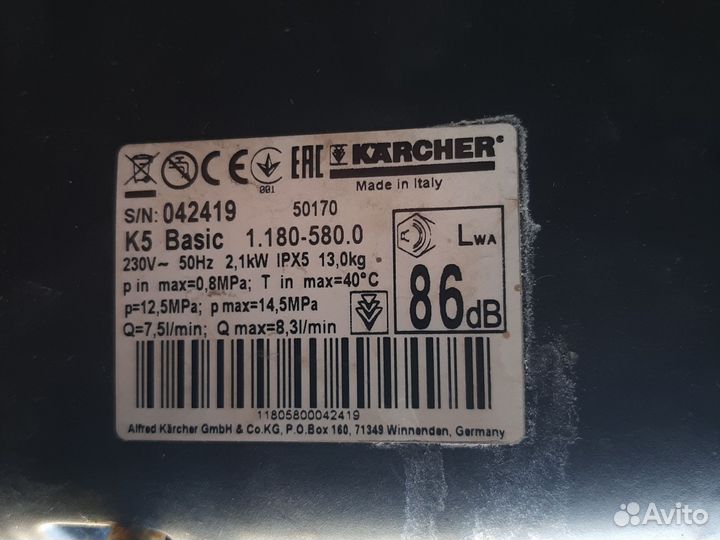 CE EAC KÄRCHER
001
Made in Italy
S/N: 042419 50170
K5 Basic 1.180-580.0
230V~ 50Hz 2,1kW IPX5 13,0kg
p in max=0,8MPa; T in max=40°C
p=12,5MPa; p max=14,5MPa
Q=7,5l/min; Q max=8,3l/min
LWA
86dB
11805800042419
Alfred Kärcher GmbH & Co.KG, P.O.Box 160, 71349 Winnenden, Germany
Avito